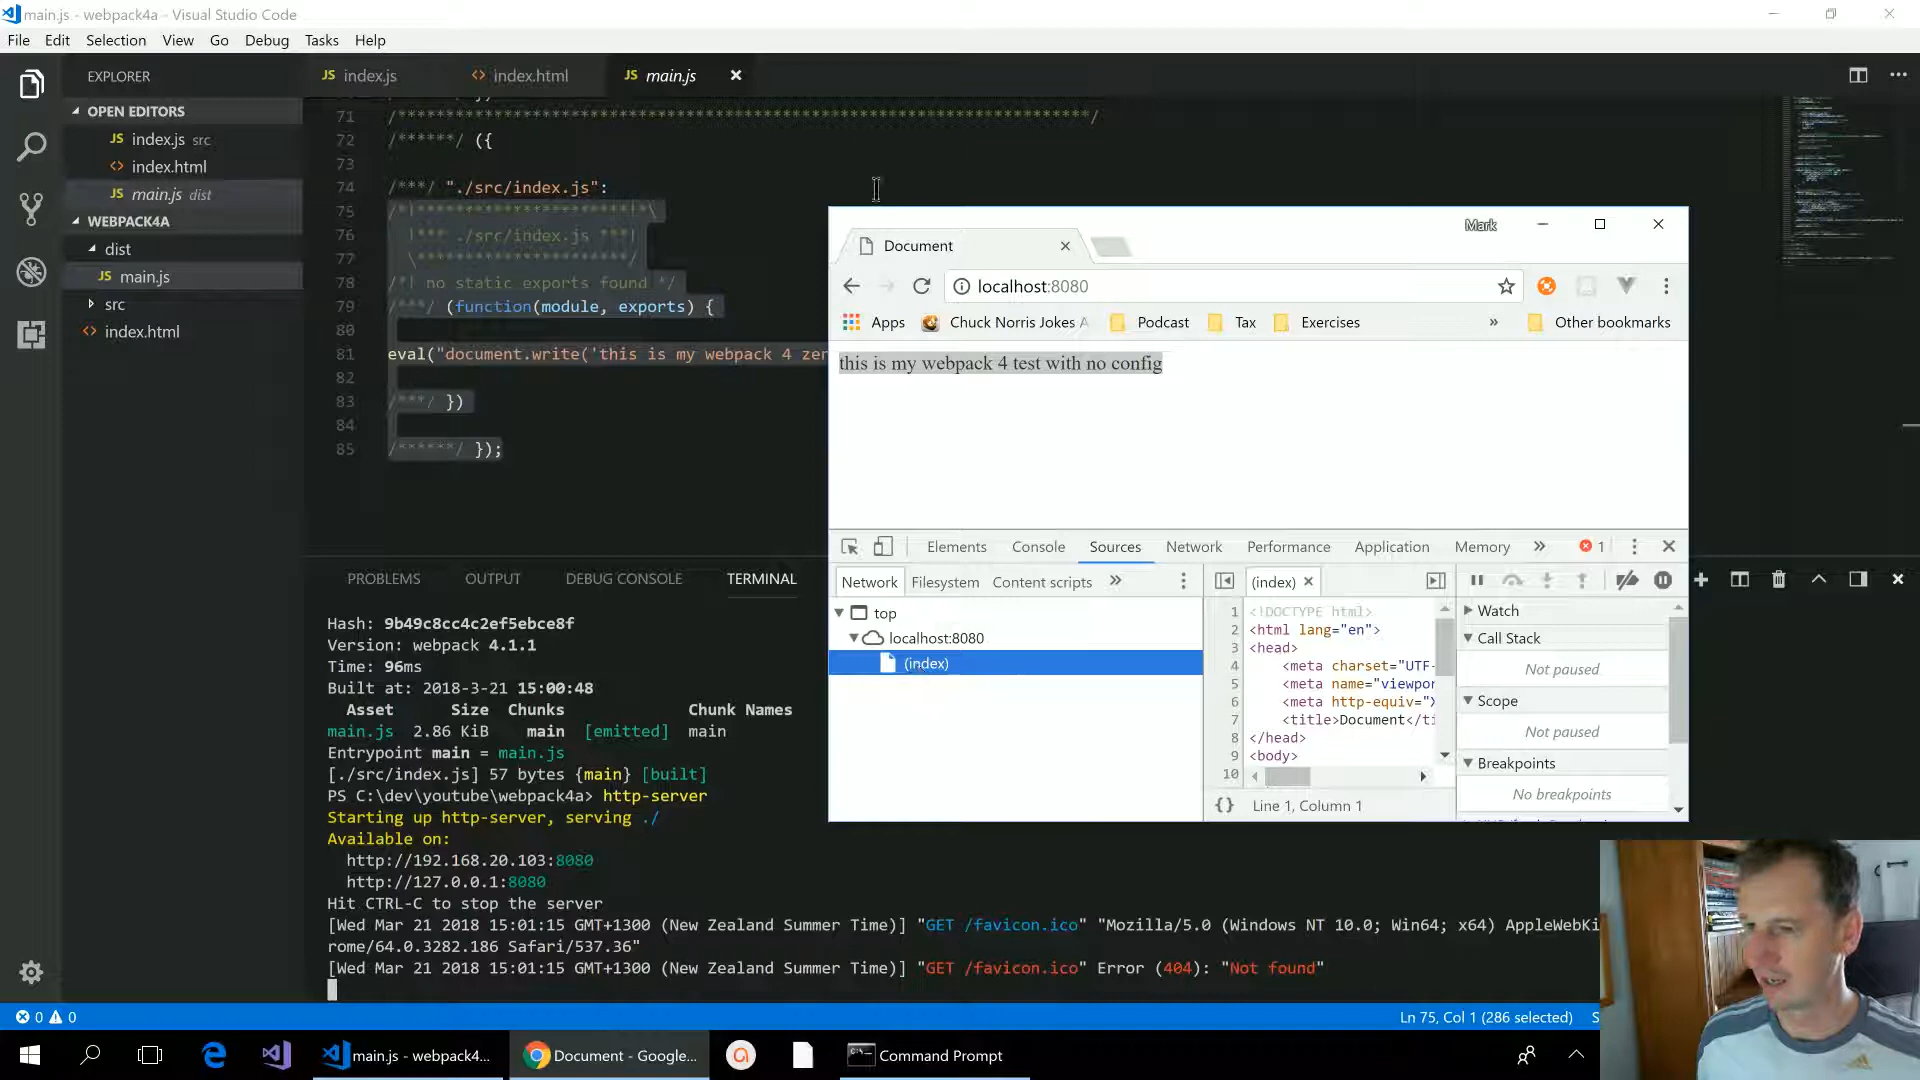 main.js - webpack4a - Visual Studio Code
File Edit Selection View Go Debug Tasks Help
EXPLORER
OPEN EDITORS
JS index.js src
<> index.html
JS main.js dist
WEBPACK4A
dist
JS main.js
src
<> index.html
JS index.js
<> index.html
JS main.js
71 /******************************************************************************/
72 /******/ ({
73
74 /***/ "./src/index.js":
75 /*!**********************!*\
76 !*** ./src/index.js ***!
77 \**********************/
78 /*! no static exports found */
79 /***/ (function(module, exports) {
80
81 eval("document.write('this is my webpack 4 zer
82
83 /***/ })
84
85 /******/ });
Mark
Document
localhost:8080
Apps Chuck Norris Jokes Podcast Tax Exercises » Other bookmarks
this is my webpack 4 test with no config
Elements Console Sources Network Performance Application Memory » 1
Network Filesystem Content scripts »
top
localhost:8080
(index)
(index)
1 <!DOCTYPE html>
2 <html lang="en">
3 <head>
4 <meta charset="UTF-
5 <meta name="viewpor
6 <meta http-equiv="X
7 <title>Document</ti
8 </head>
9 <body>
10
{} Line 1, Column 1
Watch
Call Stack
Not paused
Scope
Not paused
Breakpoints
No breakpoints
PROBLEMS OUTPUT DEBUG CONSOLE TERMINAL
Hash: 9b49c8cc4c2ef5ebce8f
Version: webpack 4.1.1
Time: 96ms
Built at: 2018-3-21 15:00:48
Asset Size Chunks Chunk Names
main.js 2.86 KiB main [emitted] main
Entrypoint main = main.js
[./src/index.js] 57 bytes {main} [built]
PS C:\dev\youtube\webpack4a> http-server
Starting up http-server, serving ./
Available on:
http://192.168.20.103:8080
http://127.0.0.1:8080
Hit CTRL-C to stop the server
[Wed Mar 21 2018 15:01:15 GMT+1300 (New Zealand Summer Time)] "GET /favicon.ico" "Mozilla/5.0 (Windows NT 10.0; Win64; x64) AppleWebKi
rome/64.0.3282.186 Safari/537.36"
[Wed Mar 21 2018 15:01:15 GMT+1300 (New Zealand Summer Time)] "GET /favicon.ico" Error (404): "Not found"
0 0
Ln 75, Col 1 (286 selected)
main.js - webpack4... Document - Google... Command Prompt